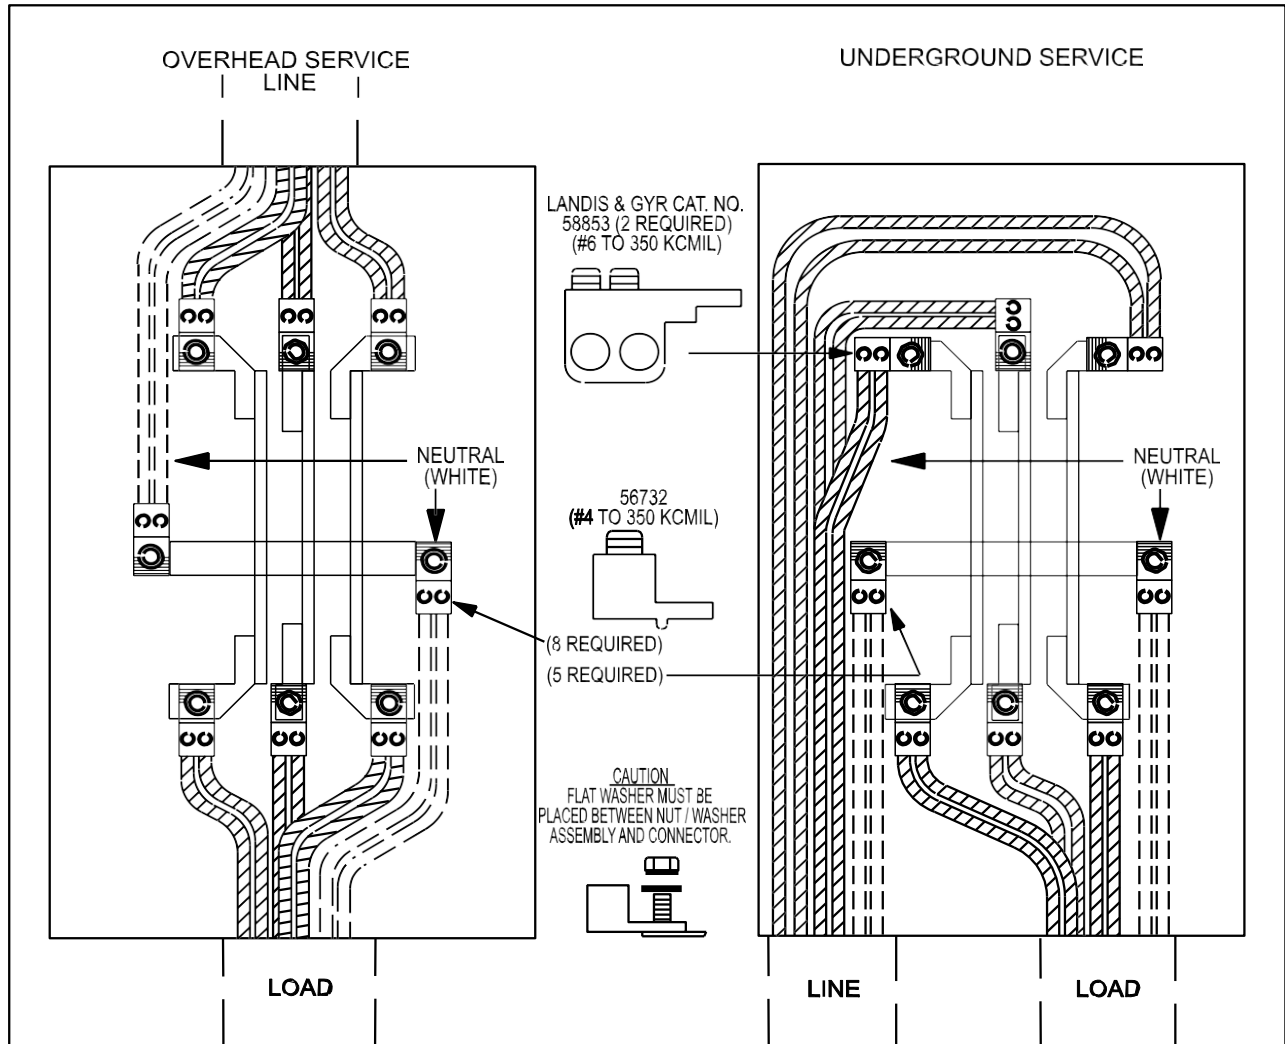 OVERHEAD SERVICE
LINE
UNDERGROUND SERVICE
LANDIS & GYR CAT. NO.
58853 (2 REQUIRED)
(#6 TO 350 KCMIL)
NEUTRAL
(WHITE)
NEUTRAL
(WHITE)
56732
(#4 TO 350 KCMIL)
(8 REQUIRED)
(5 REQUIRED)
CAUTION
FLAT WASHER MUST BE
PLACED BETWEEN NUT / WASHER
ASSEMBLY AND CONNECTOR.
LOAD
LINE
LOAD